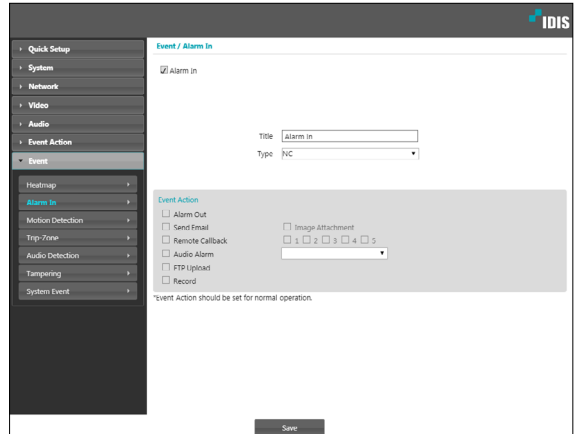 IDIS
Quick Setup
System
Network
Video
Audio
Event Action
Event
Heatmap
Alarm In
Motion Detection
Trip-Zone
Audio Detection
Tampering
System Event
Event / Alarm In
Alarm In
Title Alarm In
Type NC
Event Action
Alarm Out
Send Email Image Attachment
Remote Callback 1 2 3 4 5
Audio Alarm
FTP Upload
Record
*Event Action should be set for normal operation.
Save